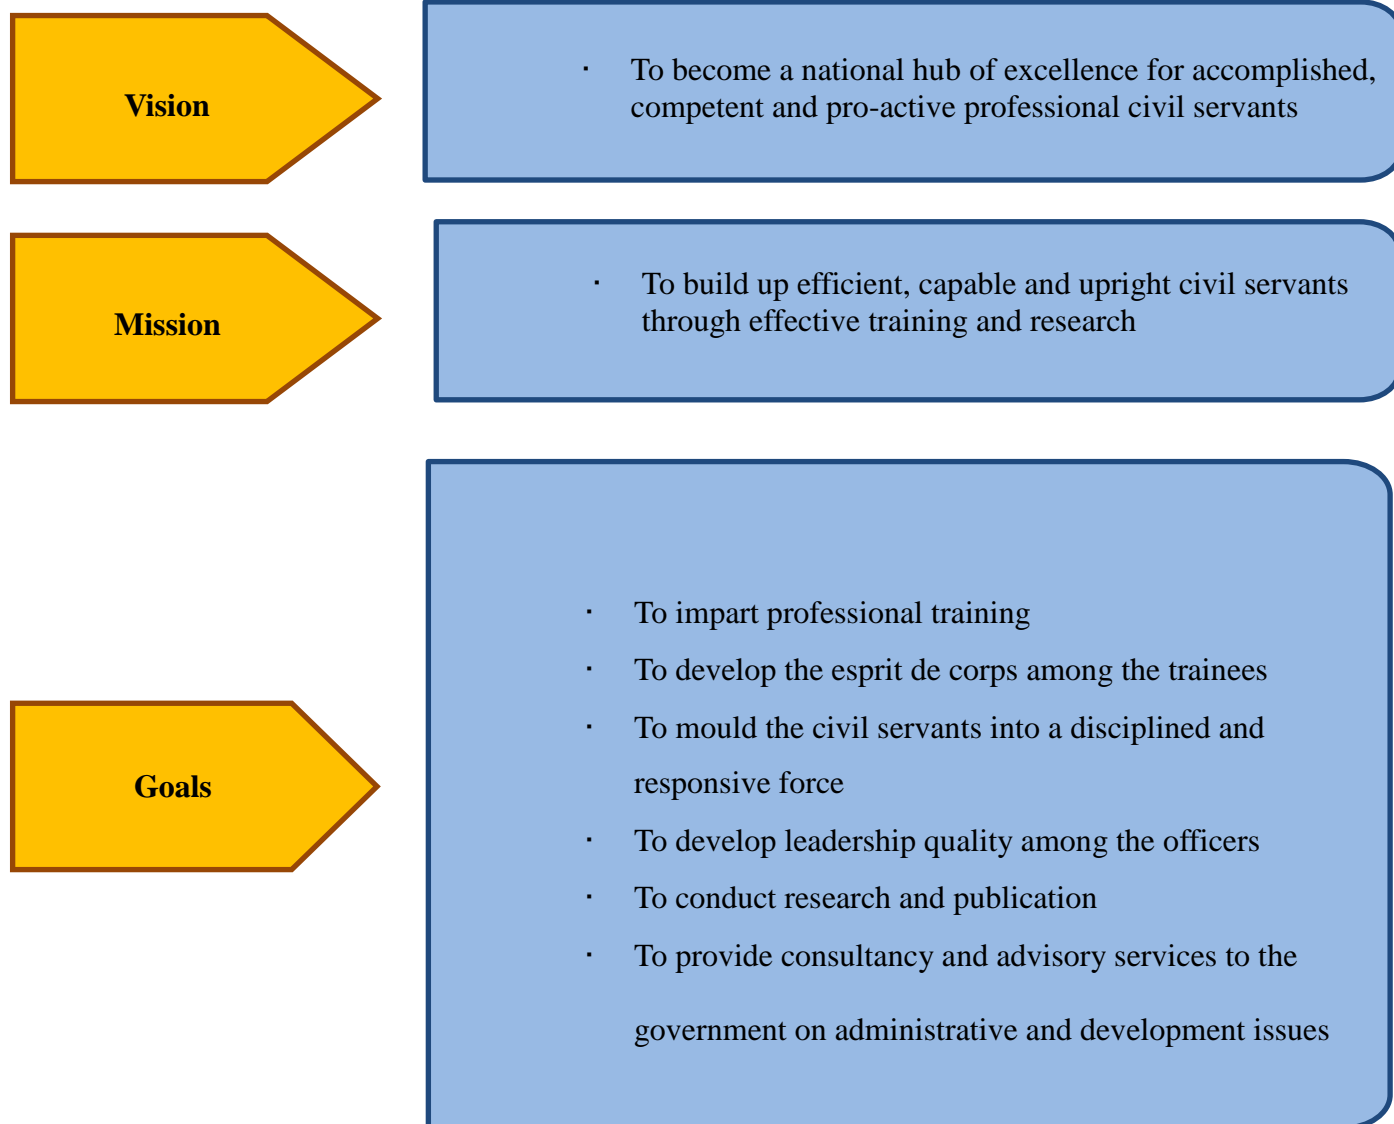 Vision
· To become a national hub of excellence for accomplished,
competent and pro-active professional civil servants
Mission
· To build up efficient, capable and upright civil servants
through effective training and research
Goals
· To impart professional training
· To develop the esprit de corps among the trainees
· To mould the civil servants into a disciplined and
responsive force
· To develop leadership quality among the officers
· To conduct research and publication
· To provide consultancy and advisory services to the
government on administrative and development issues